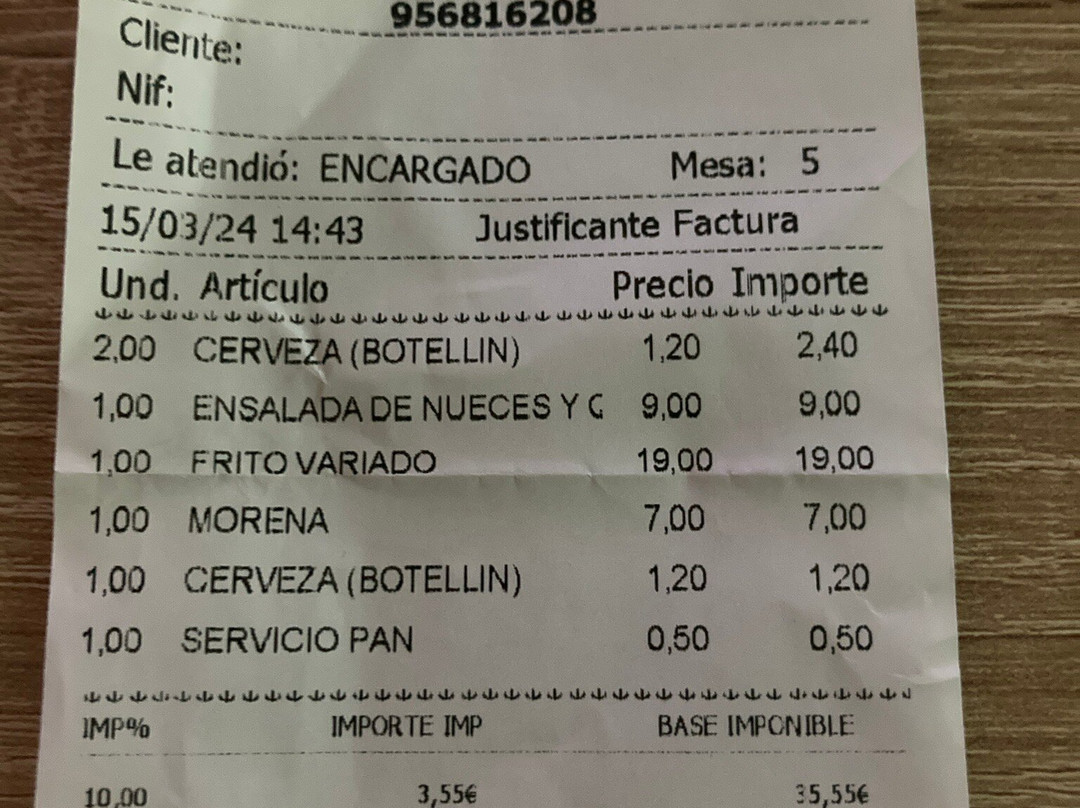 956816208
Cliente:
Nif:
Le atendió: ENCARGADO Mesa: 5
15/03/24 14:43 Justificante Factura
Und. Artículo Precio Importe
2,00 CERVEZA (BOTELLIN) 1,20 2,40
1,00 ENSALADA DE NUECES Y 9,00 9,00
1,00 FRITO VARIADO 19,00 19,00
1,00 MORENA 7,00 7,00
1,00 CERVEZA (BOTELLIN) 1,20 1,20
1,00 SERVICIO PAN 0,50 0,50
IMP% IMPORTE IMP BASE IMPONIBLE
10,00 3,55€ 35,55€